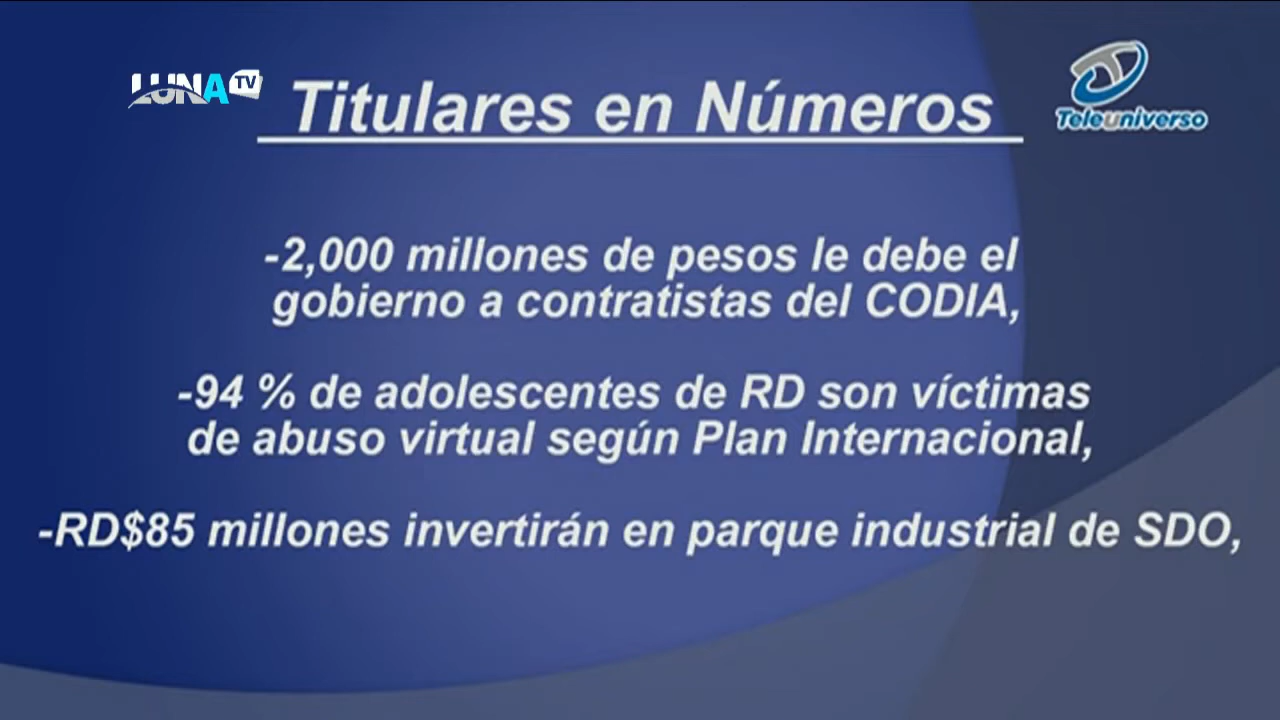 LUNA TV
Titulares en Números
Teleuniverso
-2,000 millones de pesos le debe el
gobierno a contratistas del CODIA,
-94 % de adolescentes de RD son víctimas
de abuso virtual según Plan Internacional,
-RD$85 millones invertirán en parque industrial de SDO,